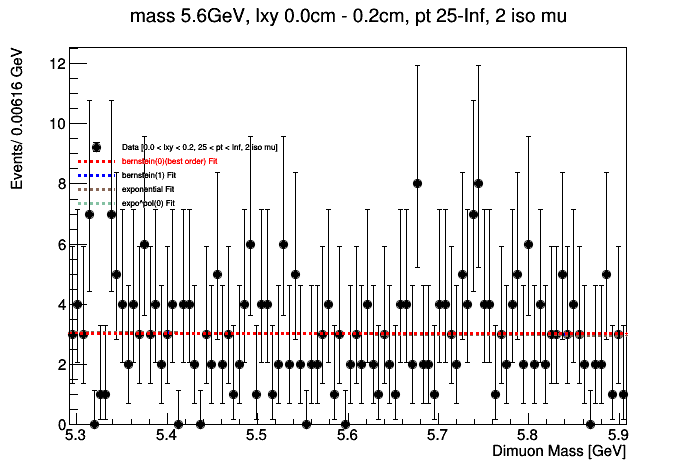 mass 5.6GeV, lxy 0.0cm - 0.2cm, pt 25-Inf, 2 iso mu
Events/ 0.00616 GeV
12
10
8
6
4
2
0
Data [0.0 < lxy < 0.2, 25 < pt < Inf, 2 iso mu]
bernstein(0)(best order) Fit
bernstein(1) Fit
exponential Fit
expo*pol(0) Fit
5.3 5.4 5.5 5.6 5.7 5.8 5.9
Dimuon Mass [GeV]